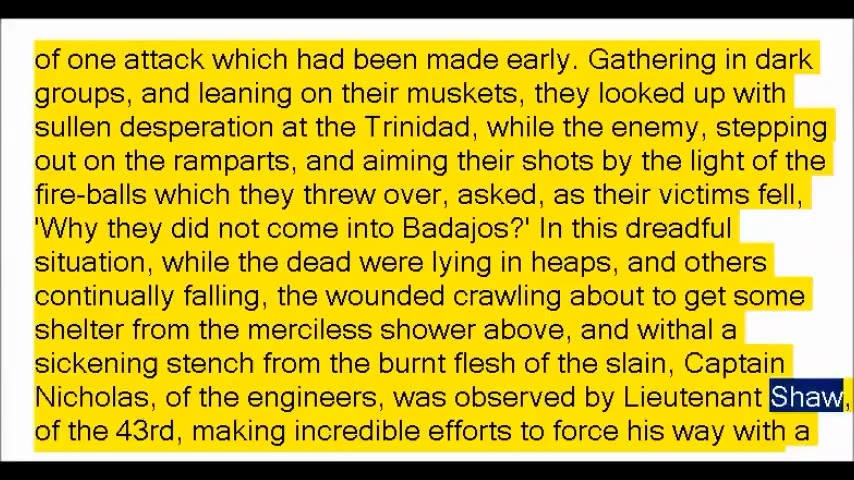 of one attack which had been made early. Gathering in dark
groups, and leaning on their muskets, they looked up with
sullen desperation at the Trinidad, while the enemy, stepping
out on the ramparts, and aiming their shots by the light of the
fire-balls which they threw over, asked, as their victims fell,
'Why they did not come into Badajos?' In this dreadful
situation, while the dead were lying in heaps, and others
continually falling, the wounded crawling about to get some
shelter from the merciless shower above, and withal a
sickening stench from the burnt flesh of the slain, Captain
Nicholas, of the engineers, was observed by Lieutenant Shaw,
of the 43rd, making incredible efforts to force his way with a